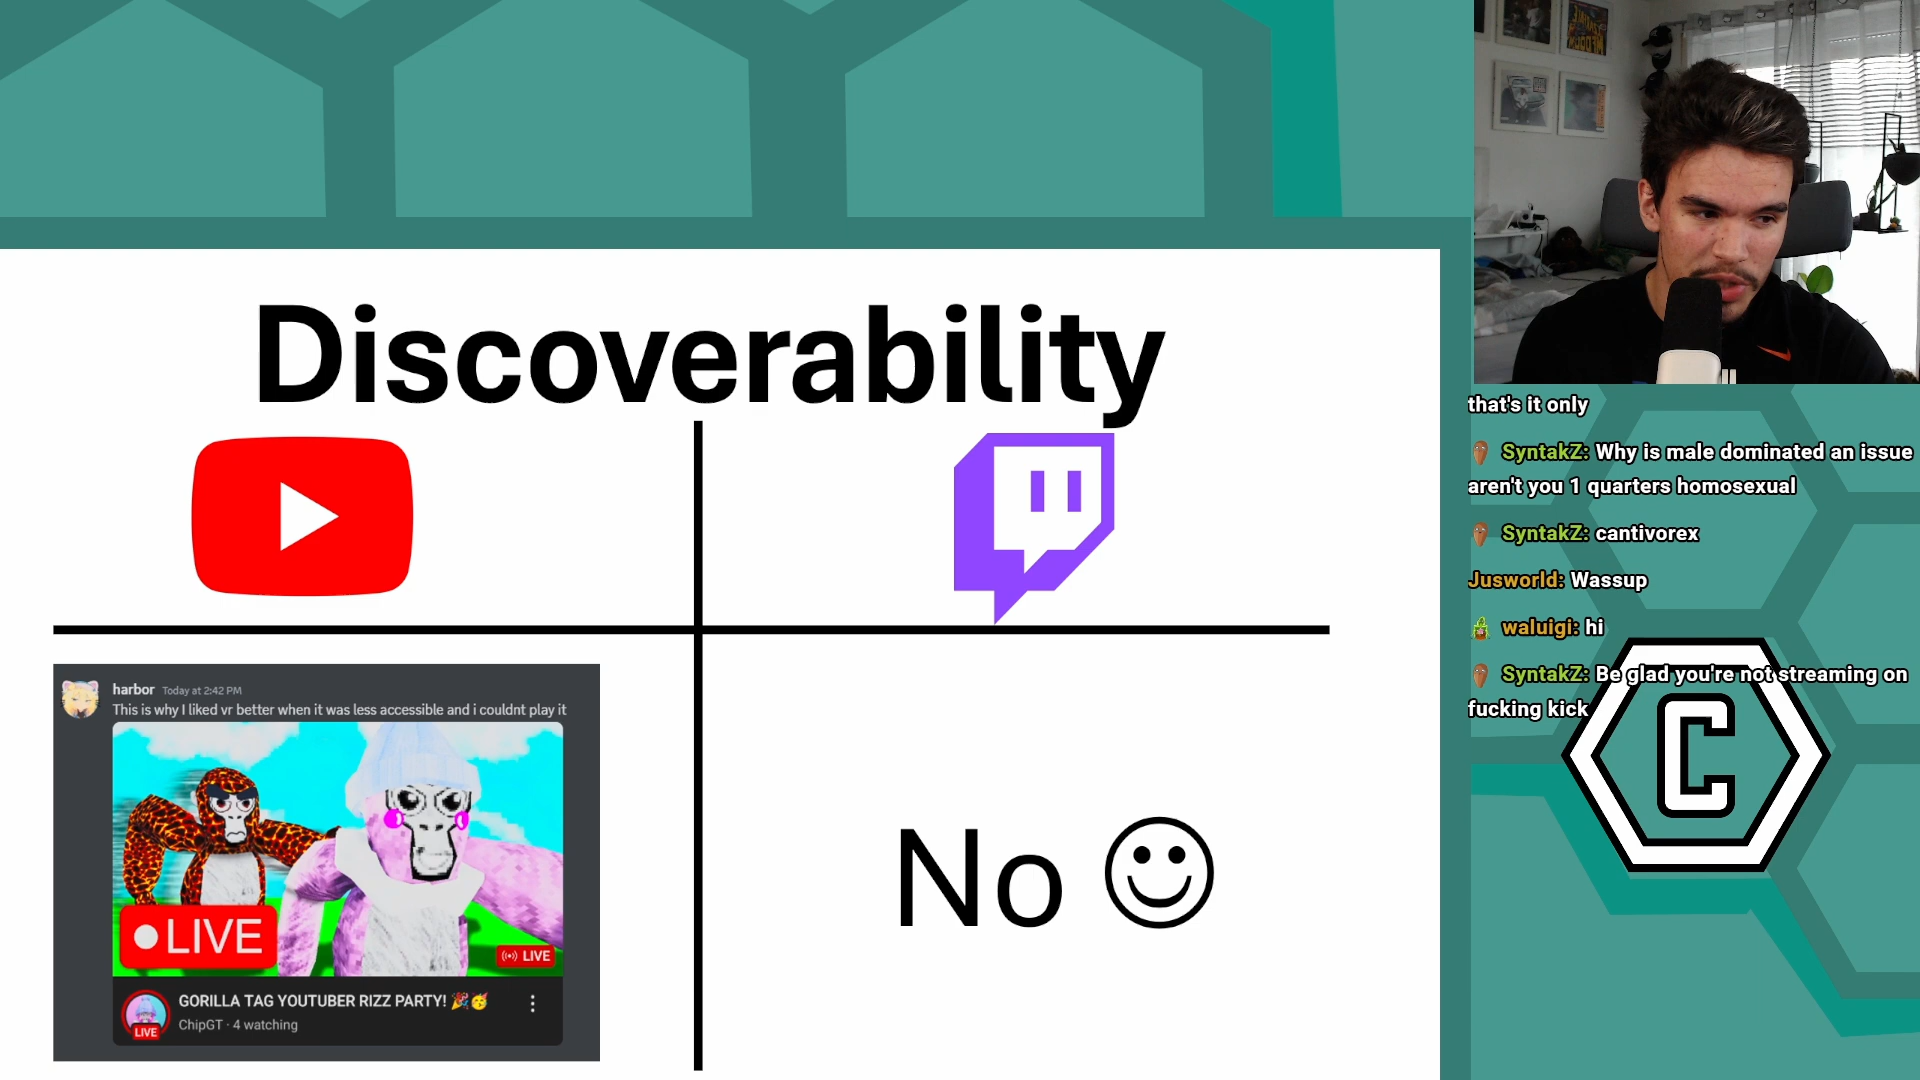 Discoverability
harbor Today at 2:42 PM
This is why I liked vr better when it was less accessible and i couldnt play it
LIVE
LIVE
GORILLA TAG YOUTUBER RIZZ PARTY! 🎉🥳
ChipGT · 4 watching
LIVE
No
that's it only
SyntakZ: Why is male dominated an issue
aren't you 1 quarters homosexual
SyntakZ: cantivorex
Jusworld: Wassup
waluigi: hi
SyntakZ: Be glad you're not streaming on
fucking kick
C